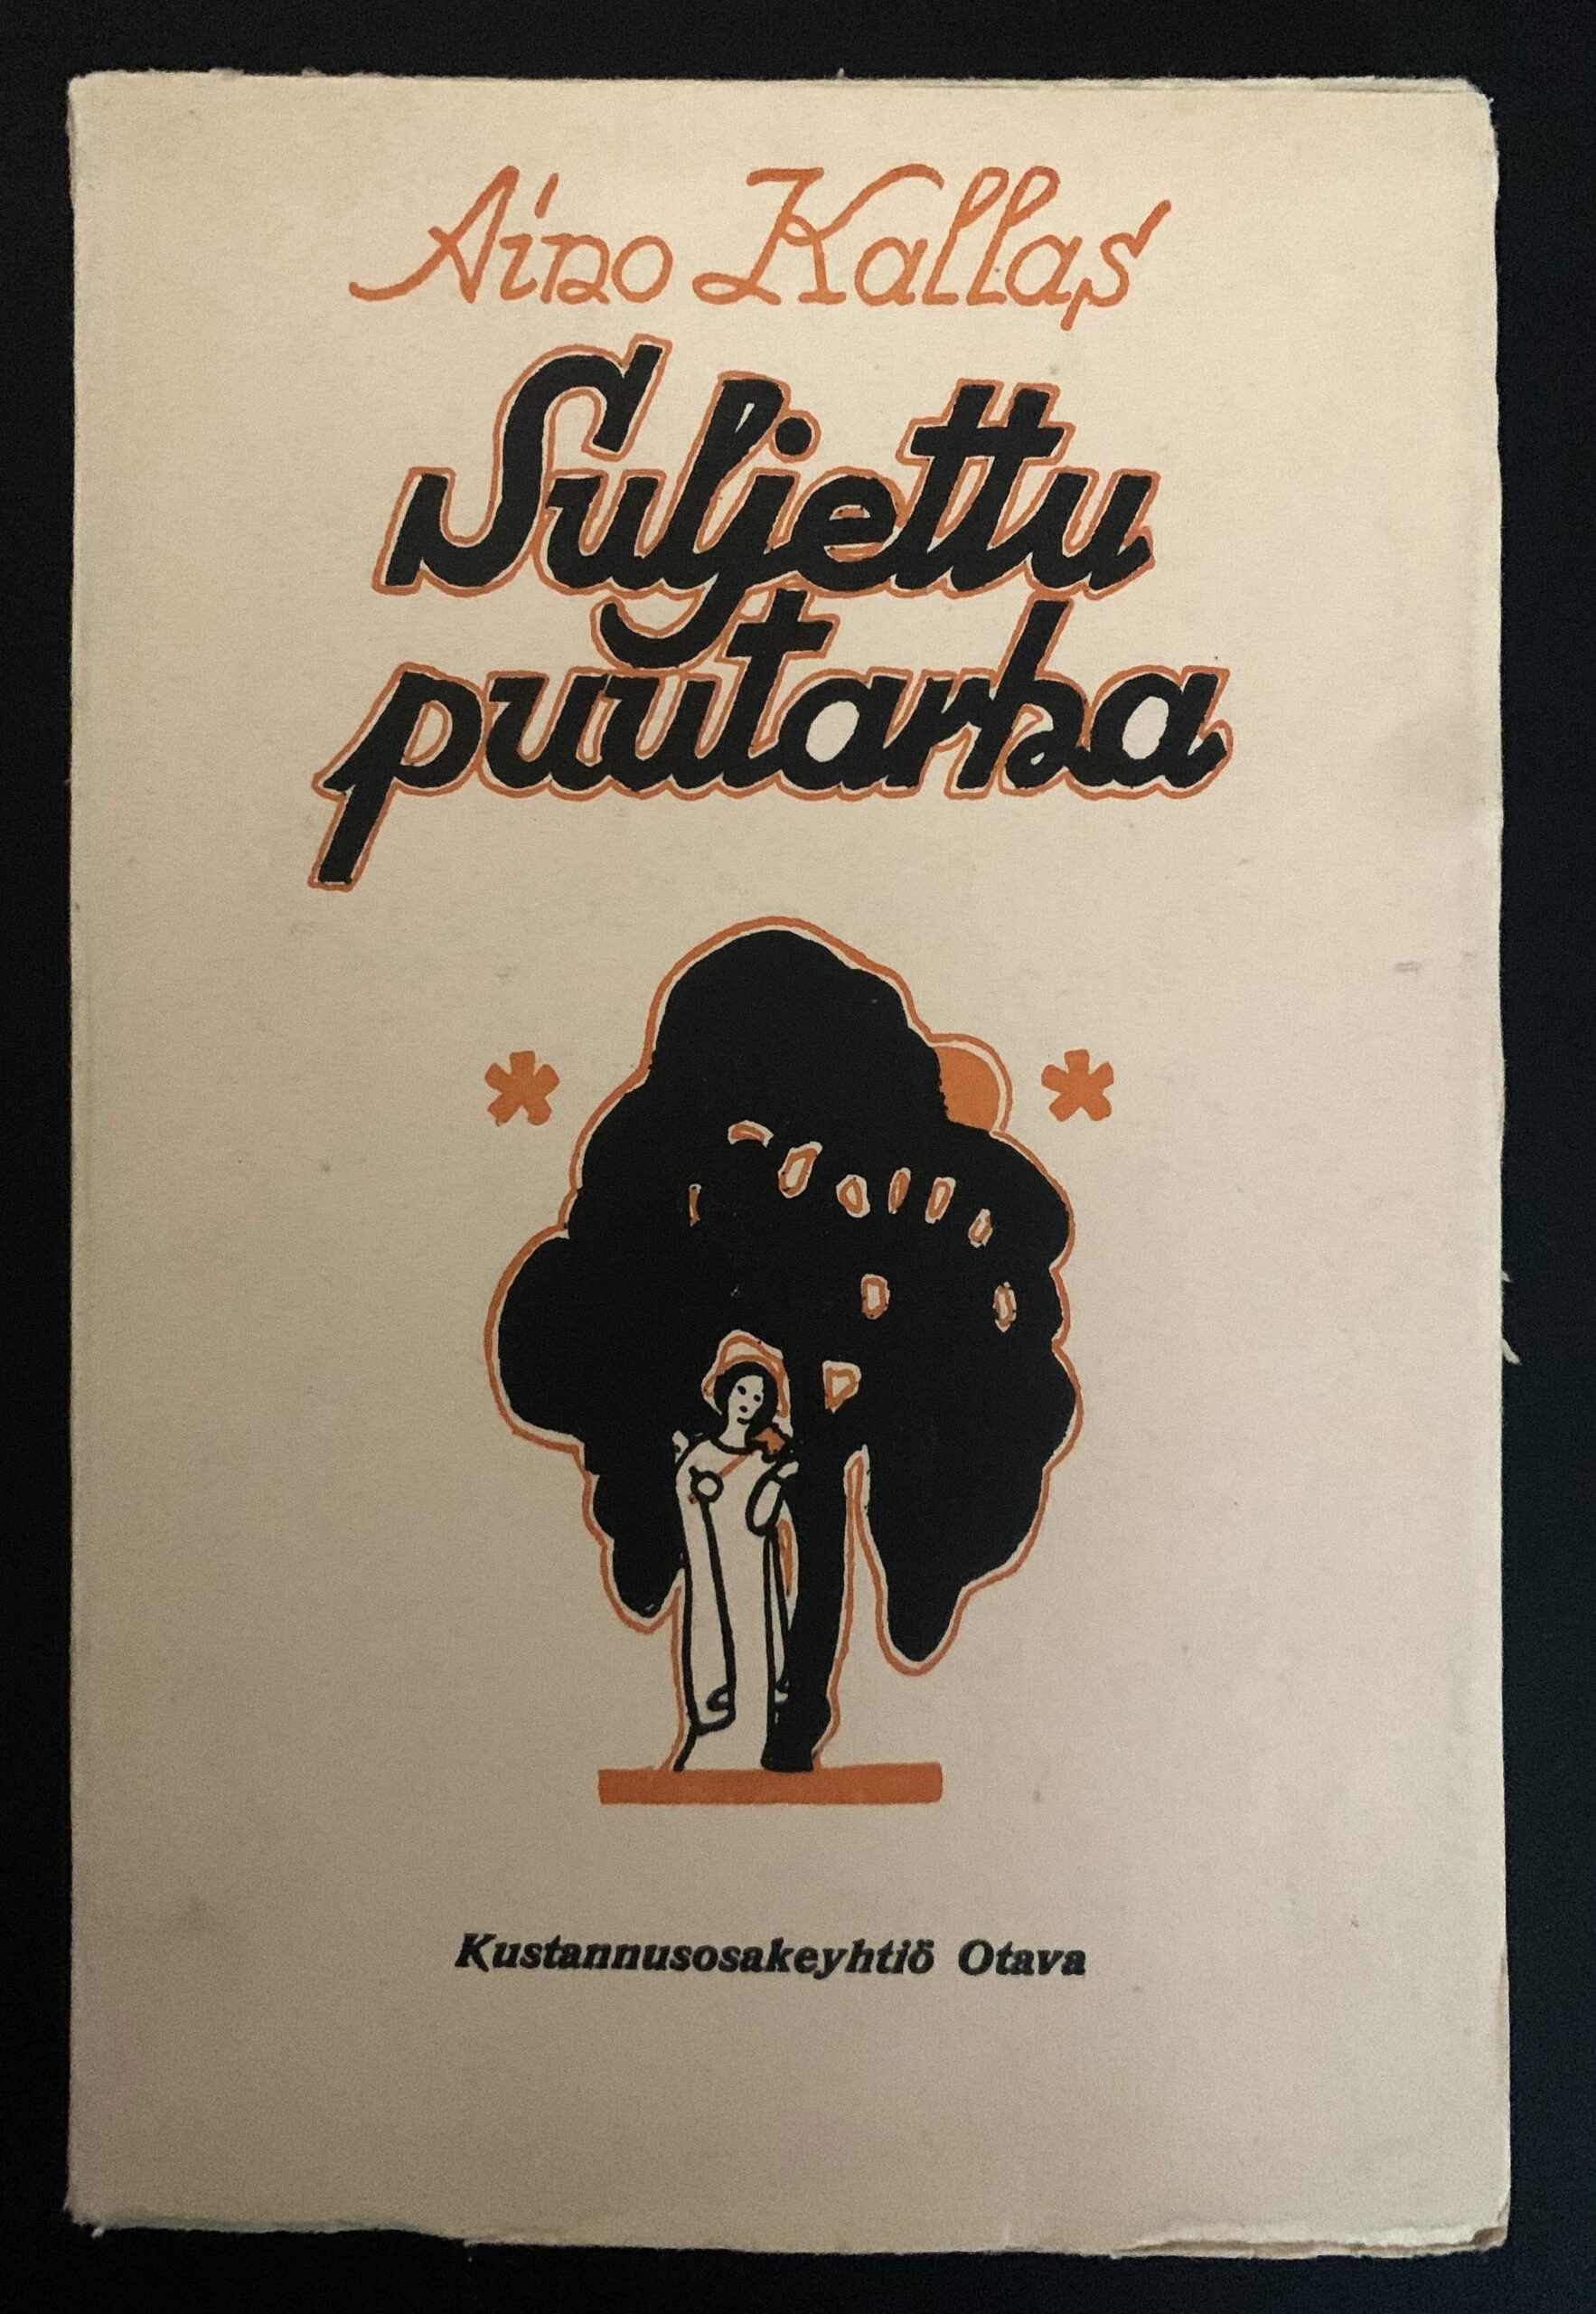 Aino Kallas
Suljettu
puutarha
Kustannusosakeyhtiö Otava